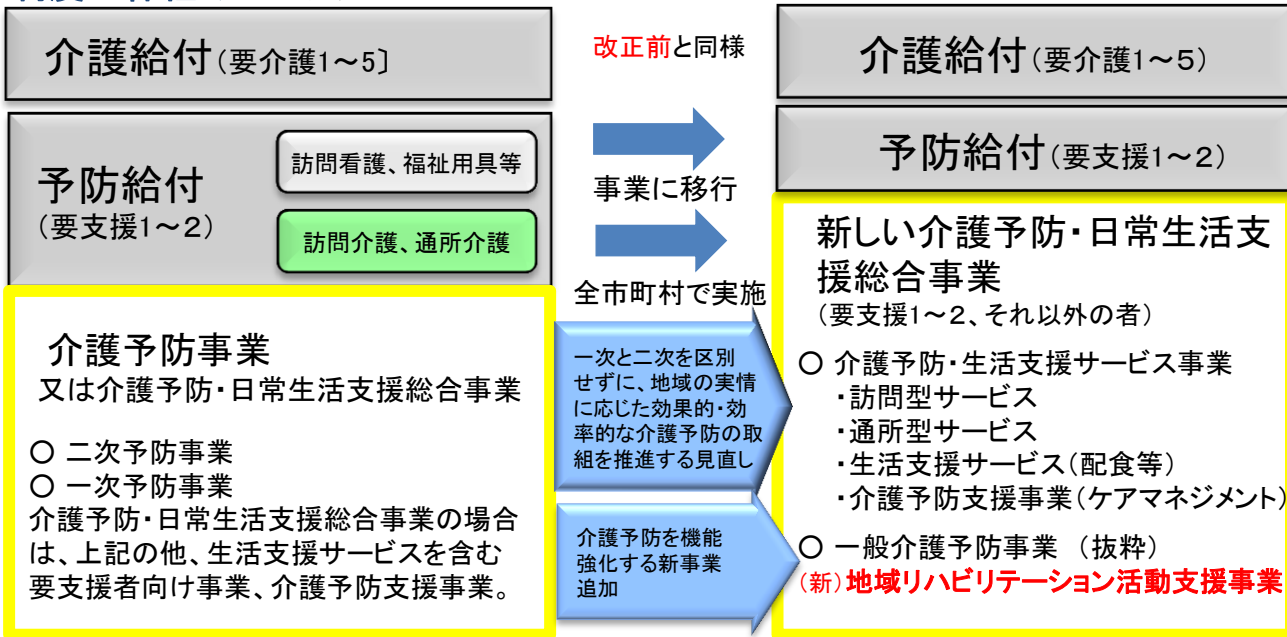 介護給付(要介護1～5〕
予防給付
(要支援1～2)
訪問看護、福祉用具等
訪問介護、通所介護
介護予防事業
又は介護予防・日常生活支援総合事業
〇 二次予防事業
〇 一次予防事業
介護予防・日常生活支援総合事業の場合
は、上記の他、生活支援サービスを含む
要支援者向け事業、介護予防支援事業。
改正前と同様
事業に移行
全市町村で実施
一次と二次を区別
せずに、地域の実情
に応じた効果的・効
率的な介護予防の取
組を推進する見直し
介護予防を機能
強化する新事業
追加
介護給付(要介護1～5)
予防給付(要支援1～2)
新しい介護予防・日常生活支
援総合事業
(要支援1～2、それ以外の者)
〇 介護予防・生活支援サービス事業
・訪問型サービス
・通所型サービス
・生活支援サービス(配食等)
・介護予防支援事業(ケアマネジメント)
〇 一般介護予防事業 (抜粋)
(新)地域リハビリテーション活動支援事業